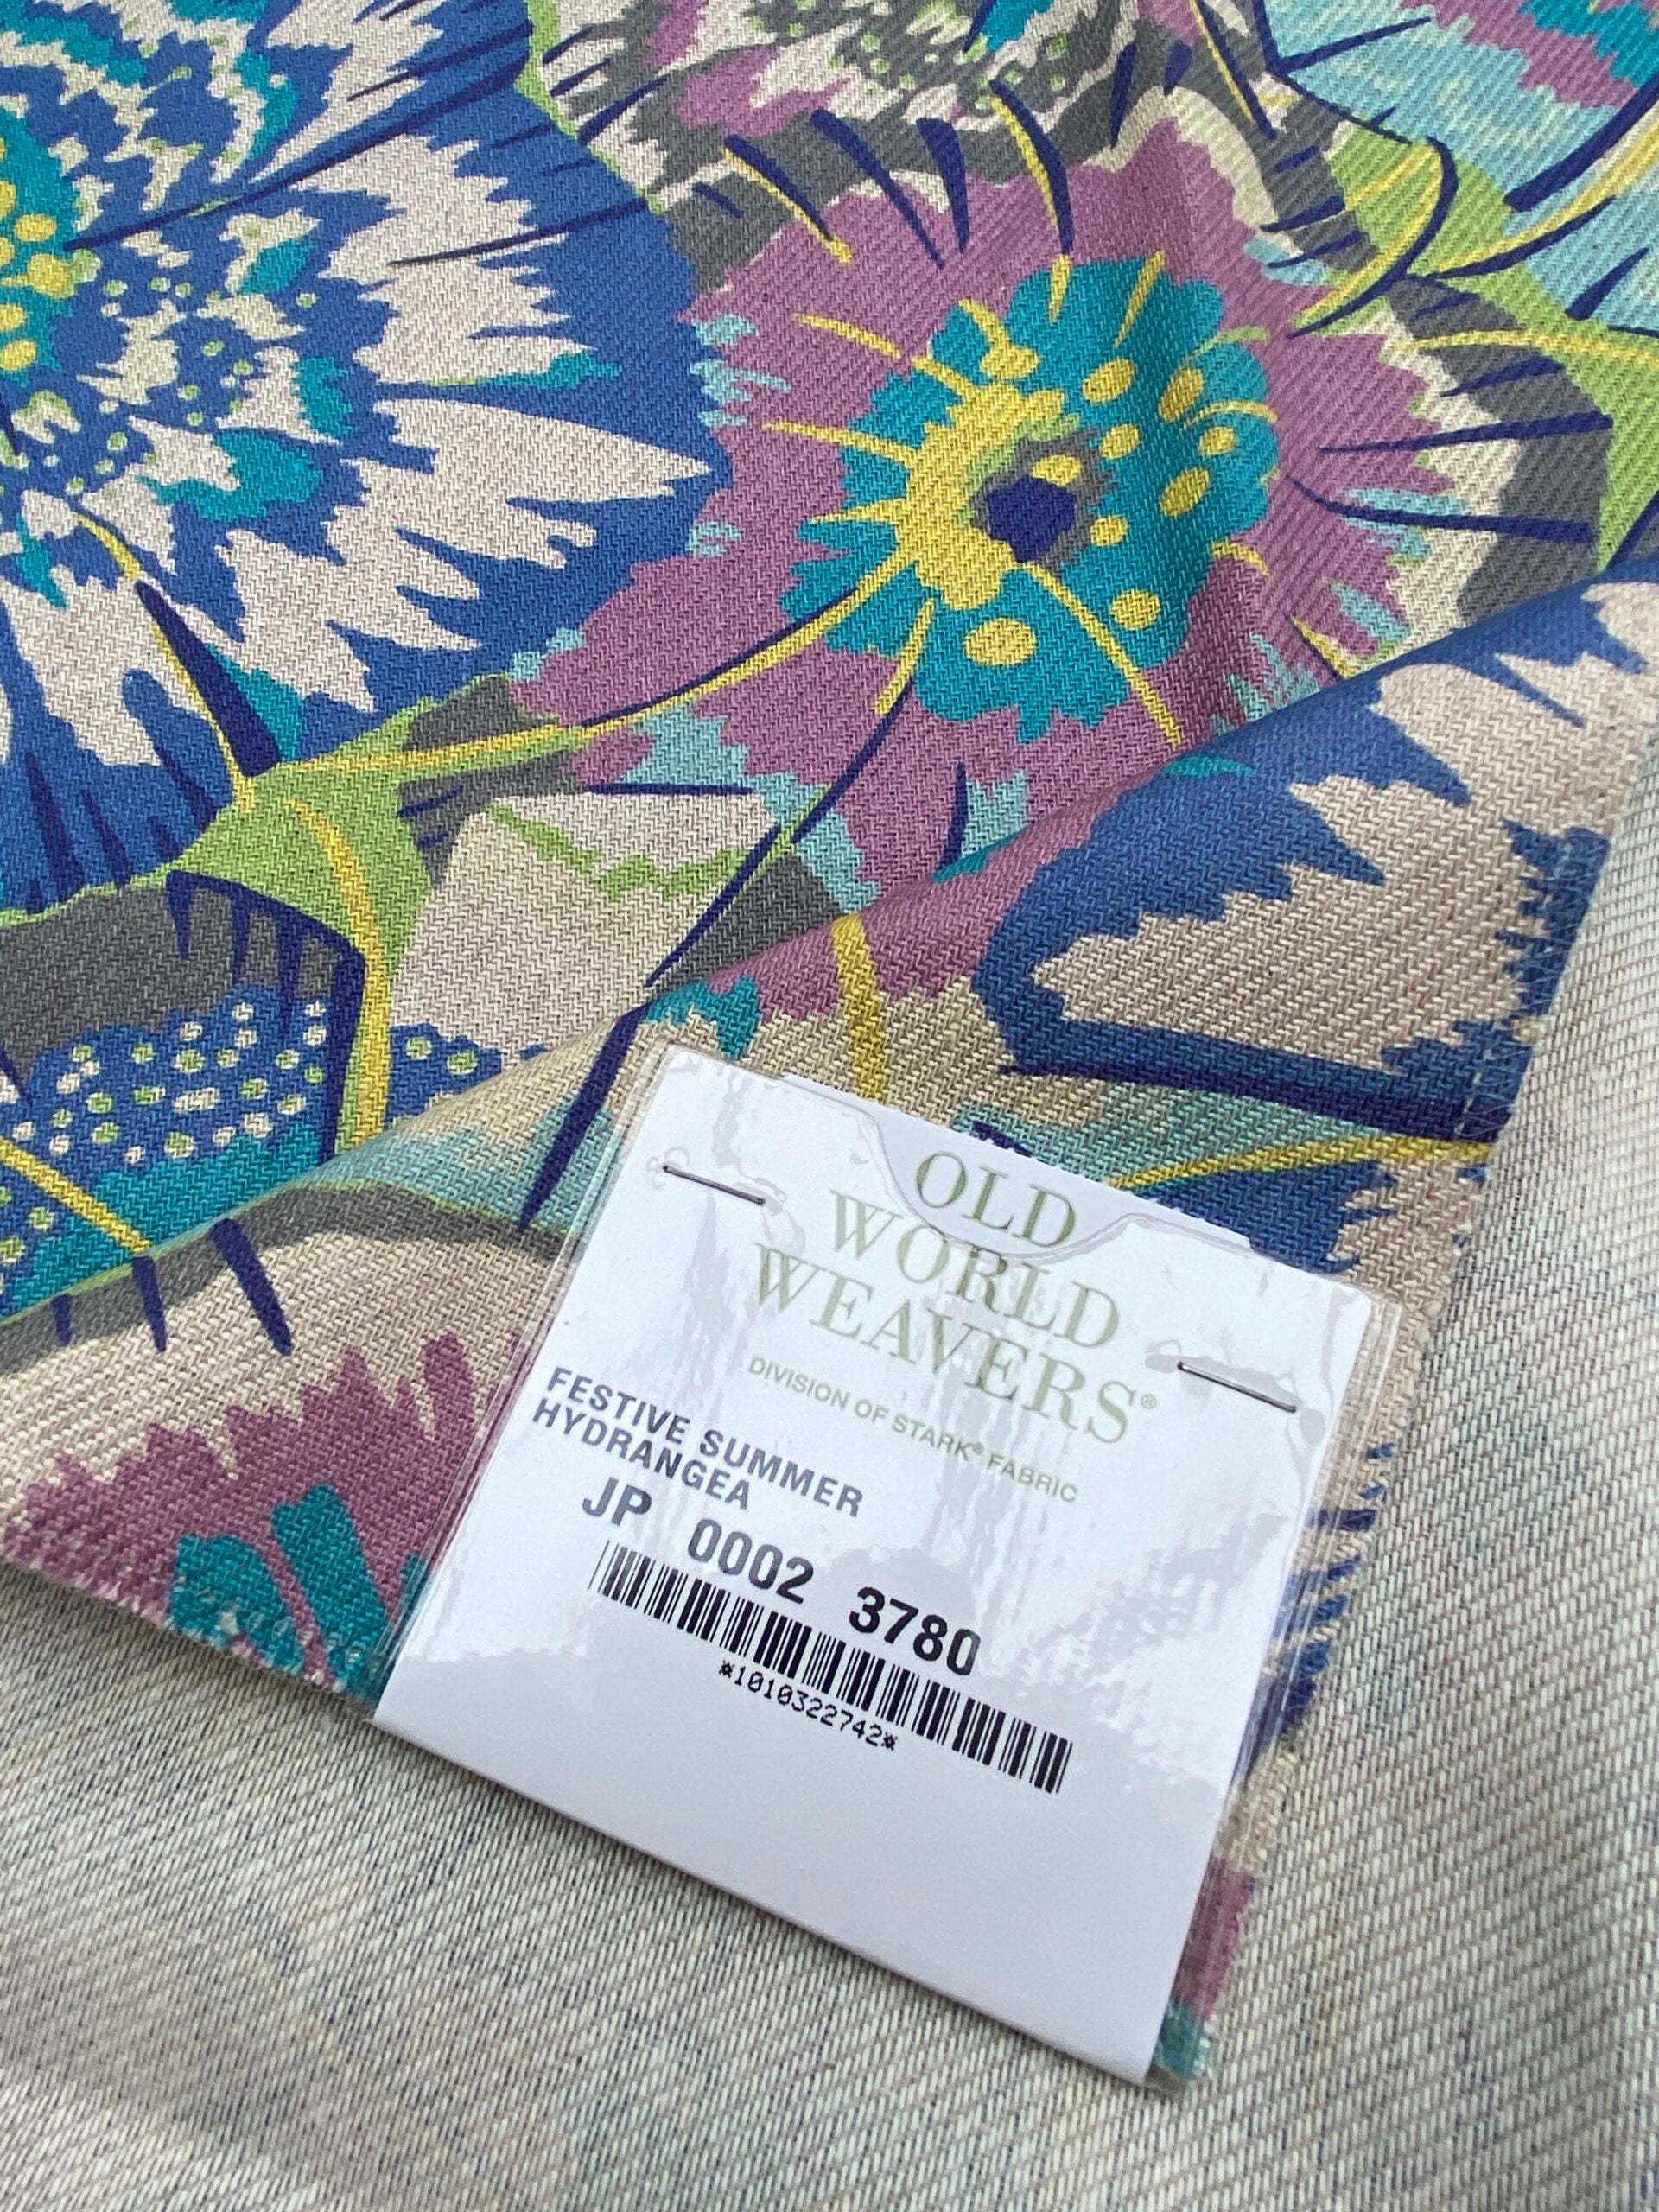 OLD
WORLD
WEAVERS®
DIVISION OF STARK® FABRIC
FESTIVE SUMMER
HYDRANGEA
JP 0002 3780
*1010322742*